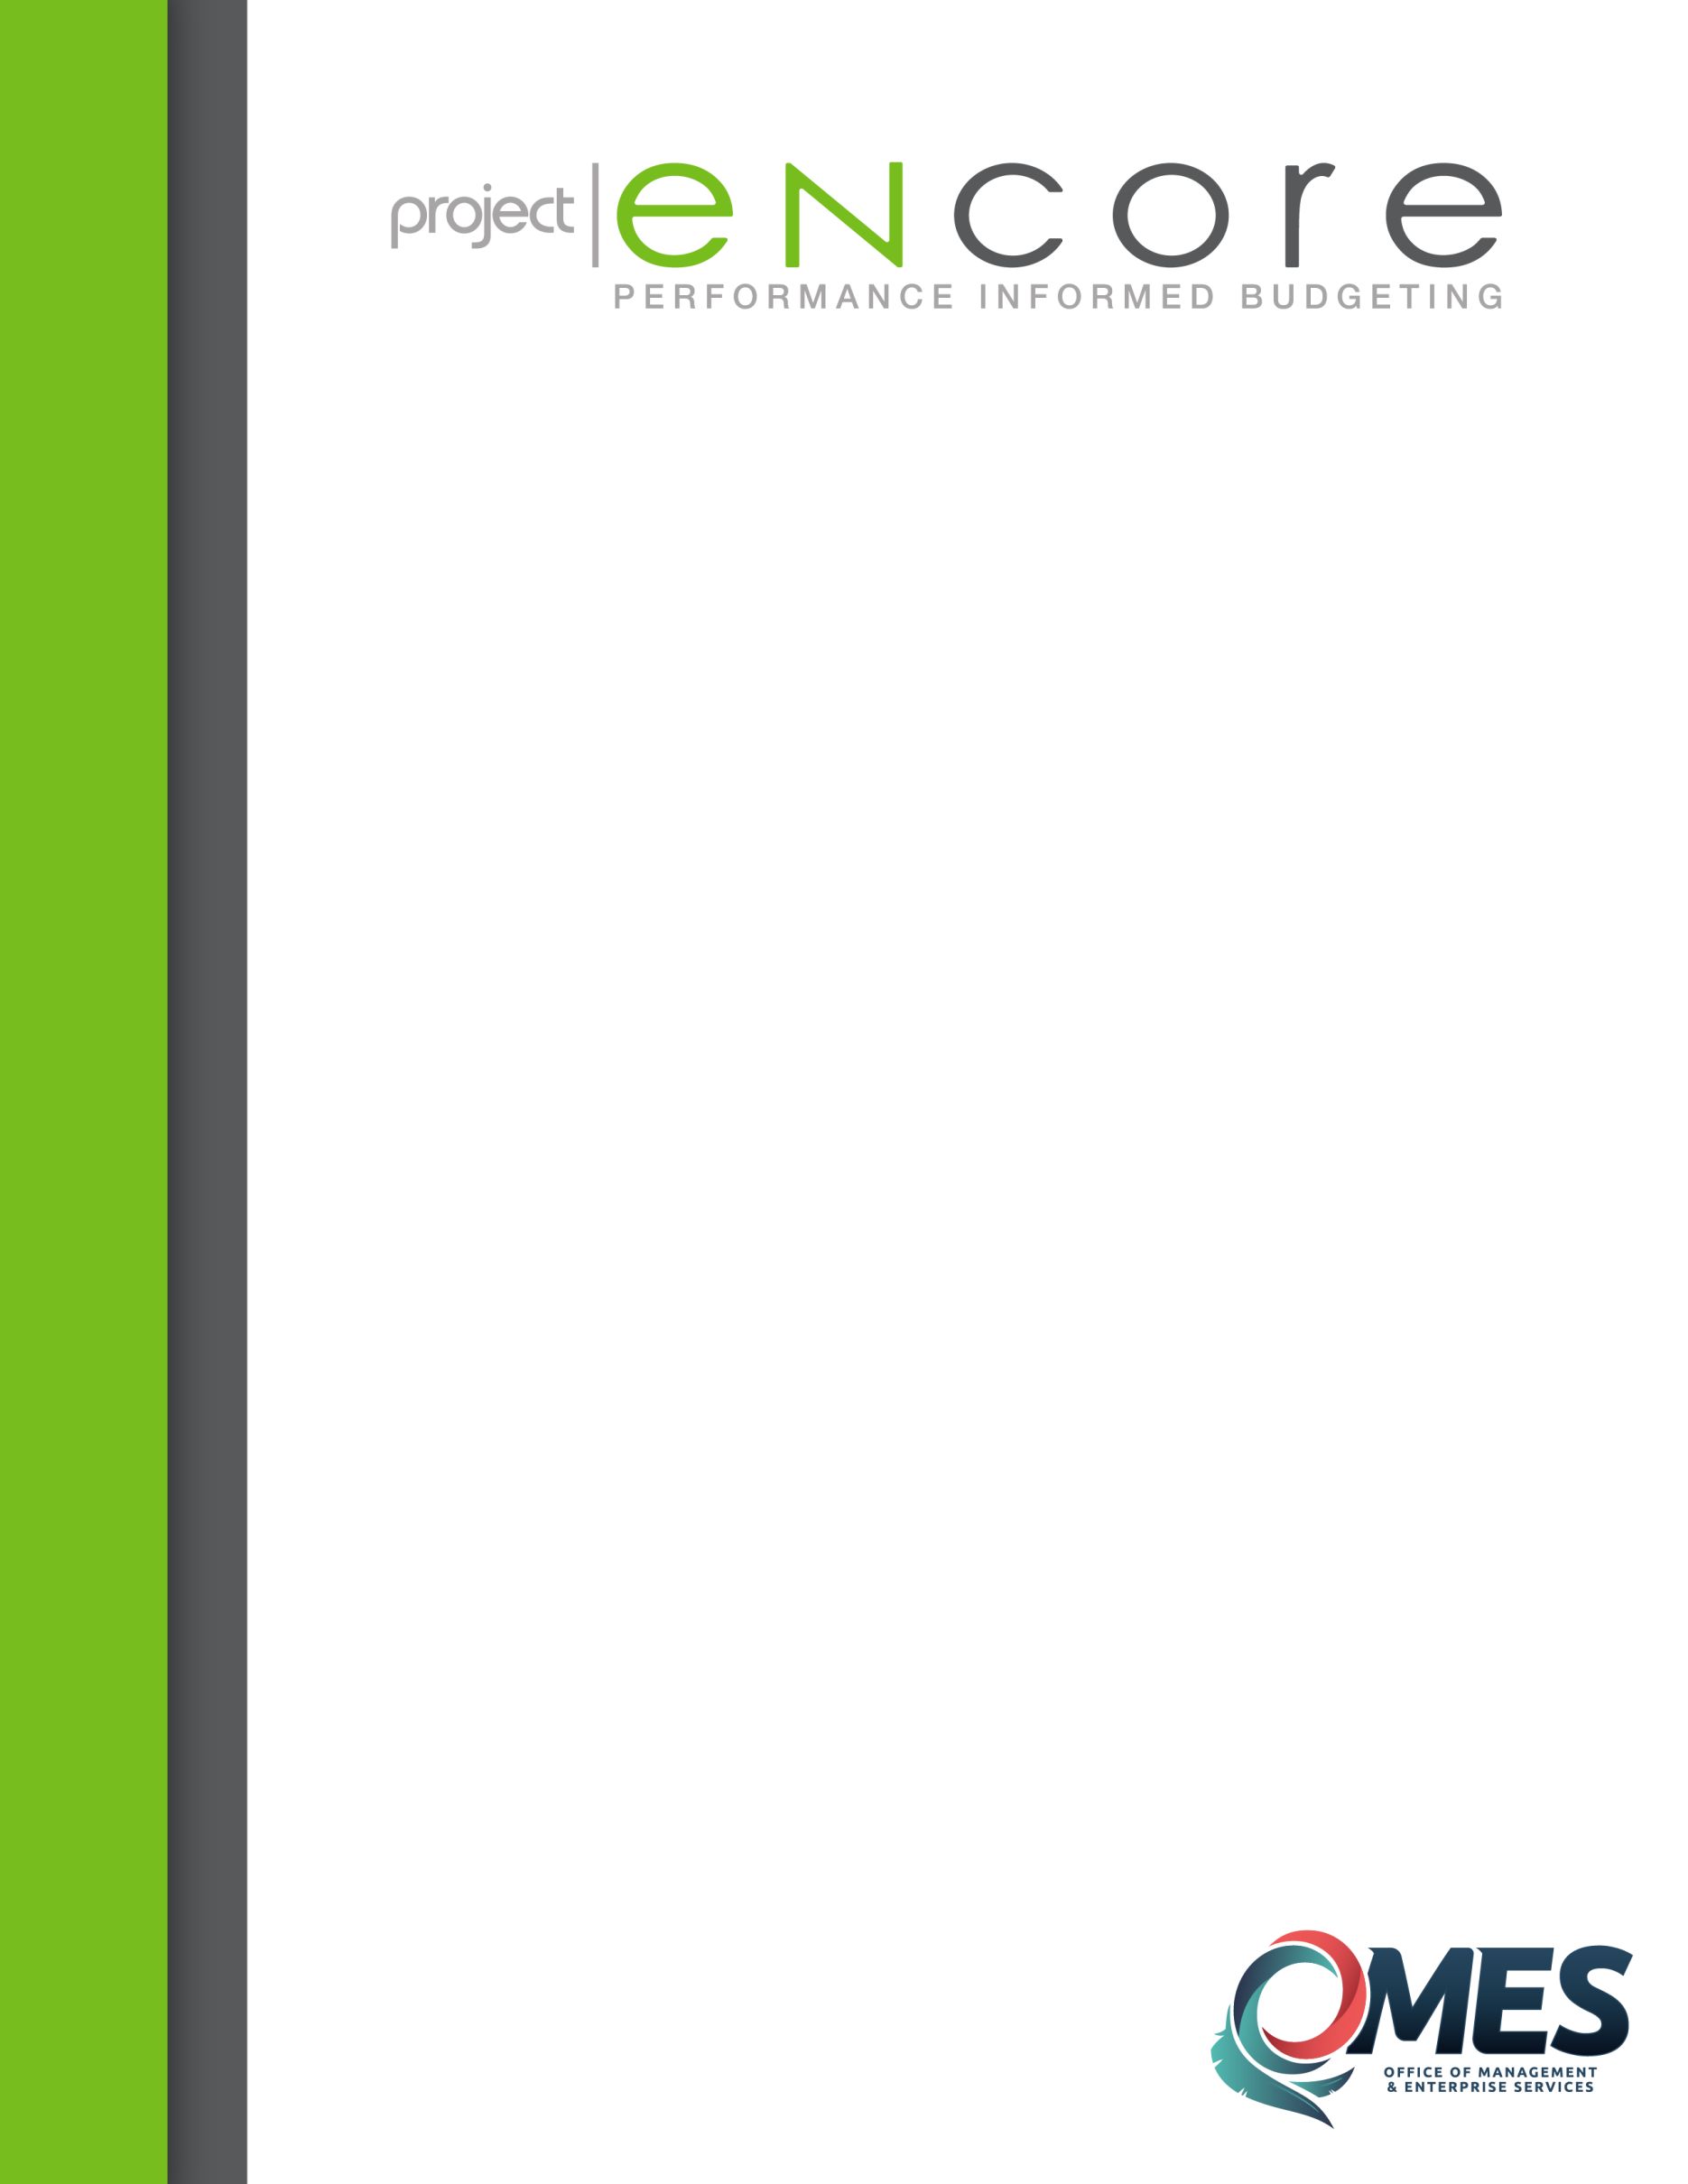 project encore
PERFORMANCE INFORMED BUDGETING
OMES
OFFICE OF MANAGEMENT
& ENTERPRISE SERVICES